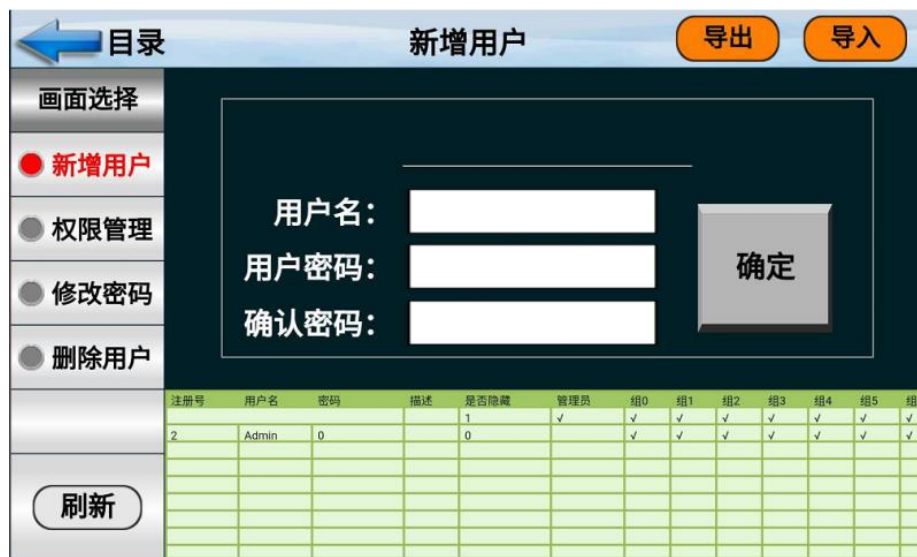 目录 新增用户 导出 导入
画面选择
新增用户
权限管理
修改密码
删除用户
刷新
用户名：
用户密码：
确认密码：
确定
注册号 用户名 密码 描述 是否隐藏 管理员 组0 组1 组2 组3 组4 组5 组
1 √ √ √ √ √ √ √ √
2 Admin 0 0 √ √ √ √ √ √ √